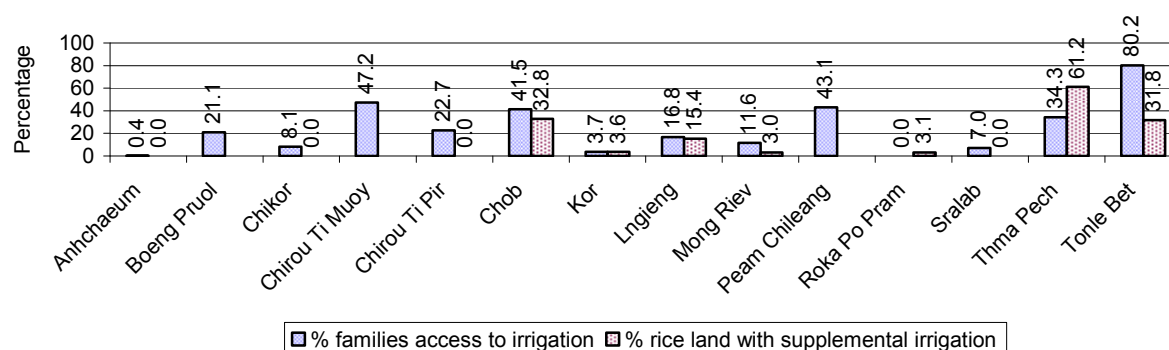 Percentage
100
80
60
40
20
0
0.4
0.0
21.1
8.1
0.0
47.2
22.7
0.0
41.5
32.8
3.7
3.6
16.8
15.4
11.6
3.0
43.1
0.0
3.1
7.0
0.0
34.3
61.2
80.2
31.8
Anhchaeum
Boeng Pruol
Chikor
Chirou Ti Muoy
Chirou Ti Pir
Chob
Kor
Lngieng
Mong Riev
Peam Chileang
Roka Po Pram
Sralab
Thma Pech
Tonle Bet
% families access to irrigation
% rice land with supplemental irrigation